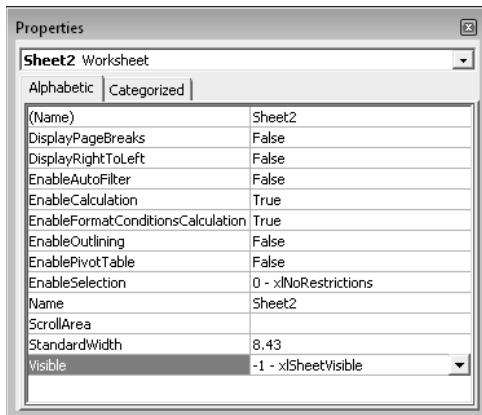 Properties
Sheet2 Worksheet
Alphabetic Categorized
(Name) Sheet2
DisplayPageBreaks False
DisplayRightToLeft False
EnableAutoFilter False
EnableCalculation True
EnableFormatConditionsCalculation True
EnableOutlining False
EnablePivotTable False
EnableSelection 0 - xlNoRestrictions
Name Sheet2
ScrollArea
StandardWidth 8.43
Visible -1 - xlSheetVisible